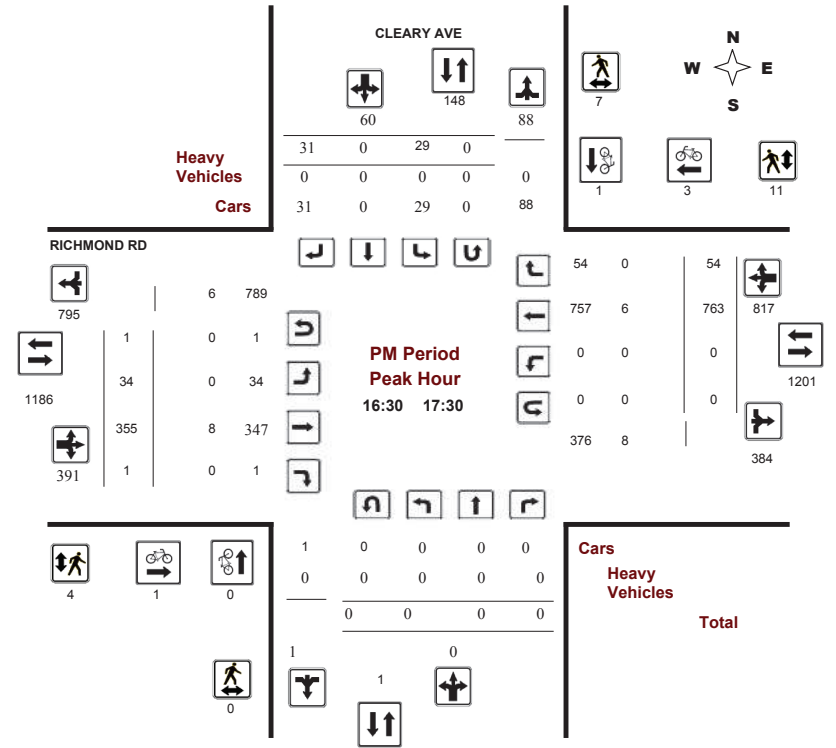 CLEARY AVE
N
W E
S
148
7
60 88
31 0 29 0
Heavy
Vehicles
0 0 0 0 0
1 3 11
Cars
31 0 29 0 88
RICHMOND RD
54 0 54
6 789
795 757 6 763 817
1 0 1
PM Period
0 0 0
Peak Hour
34 0 34
1186 1201
16:30 17:30
0 0 0
355 8 347
376 8
384
391 1 0 1
1 0 0 0 0
Cars
0 0 0 0 0
Heavy
Vehicles
4 1 0
0 0 0 0
Total
1 0
1
0